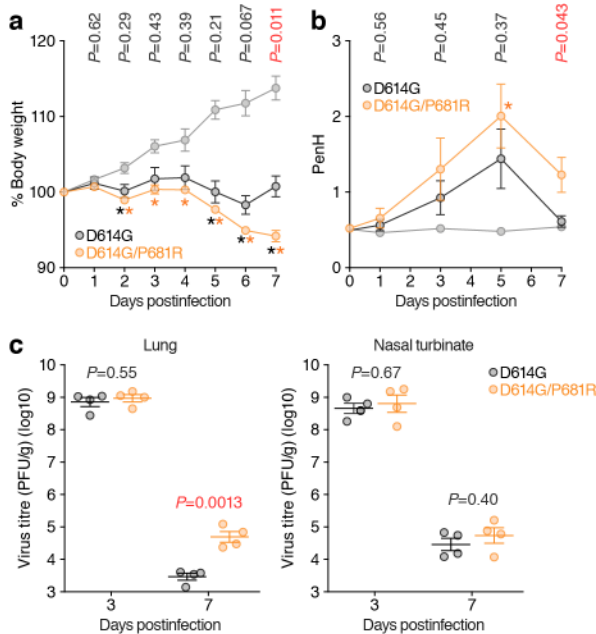 a
P=0.62
P=0.29
P=0.43
P=0.39
P=0.21
P=0.067
P=0.011
120
110
100
90
% Body weight
**
*
*
**
**
**
D614G
D614G/P681R
0 1 2 3 4 5 6 7
Days postinfection
b
P=0.56
P=0.45
P=0.37
P=0.043
3
2
1
0
PenH
D614G
D614G/P681R
*
0 1 3 5 7
Days postinfection
c
Lung
10
9
8
7
6
5
4
3
Virus titre (PFU/g) (log10)
P=0.55
P=0.0013
3 7
Days postinfection
Nasal turbinate
10
9
8
7
6
5
4
3
Virus titre (PFU/g) (log10)
P=0.67
D614G
D614G/P681R
P=0.40
3 7
Days postinfection